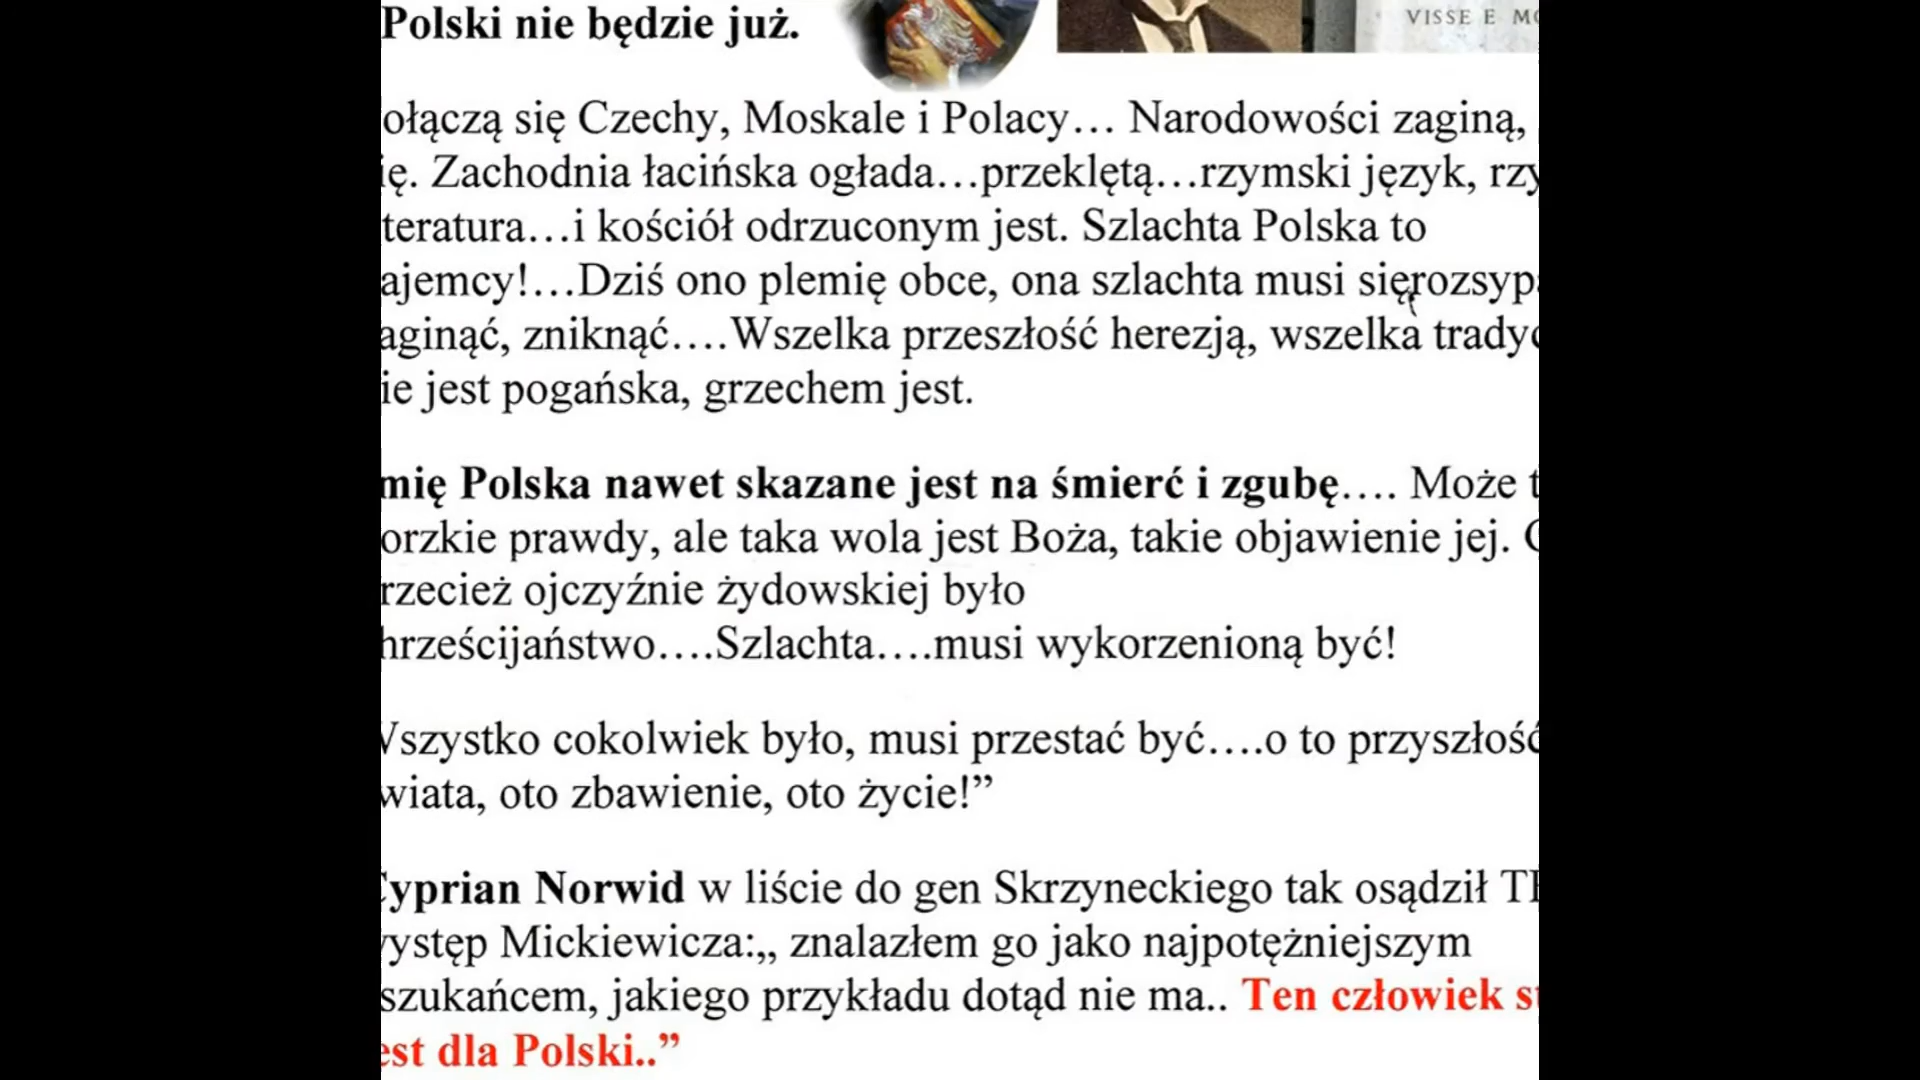 Polski nie będzie już.
VISSE E
ołączą się Czechy, Moskale i Polacy… Narodowości zaginą,
ię. Zachodnia łacińska ogłada…przeklętą…rzymski język, rzy
teratura…i kościół odrzuconym jest. Szlachta Polska to
ajemcy!…Dziś ono plemię obce, ona szlachta musi sięrozsyp
aginąć, zniknąć….Wszelka przeszłość herezją, wszelka trady
ie jest pogańska, grzechem jest.
mię Polska nawet skazane jest na śmierć i zgubę…. Może t
orzkie prawdy, ale taka wola jest Boża, takie objawienie jej.
rzecież ojczyźnie żydowskiej było
hrześcijaństwo….Szlachta….musi wykorzenioną być!
Wszystko cokolwiek było, musi przestać być….o to przyszłość
wiata, oto zbawienie, oto życie!”
Cyprian Norwid w liście do gen Skrzyneckiego tak osądził
ystęp Mickiewicza:„ znalazłem go jako najpotężniejszym
szukańcem, jakiego przykładu dotąd nie ma.. Ten człowiek
est dla Polski..”